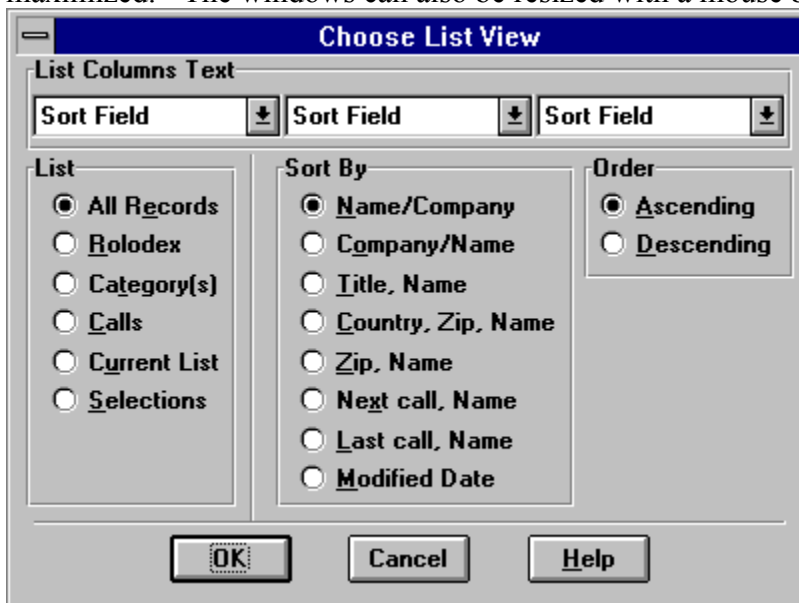 The windows can also be resized with a mouse
Choose List View
List Columns Text
Sort Field Sort Field Sort Field
List
All Records
Rolodex
Category(s)
Calls
Current List
Selections
Sort By
Name/Company
Company/Name
Title, Name
Country, Zip, Name
Zip, Name
Next call, Name
Last call, Name
Modified Date
Order
Ascending
Descending
OK Cancel Help